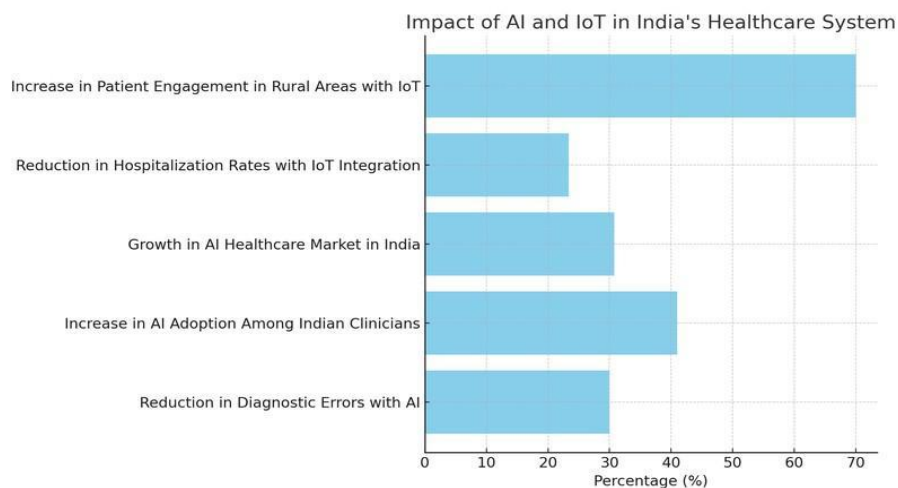 Impact of AI and IoT in India's Healthcare System
Increase in Patient Engagement in Rural Areas with IoT
Reduction in Hospitalization Rates with IoT Integration
Growth in AI Healthcare Market in India
Increase in AI Adoption Among Indian Clinicians
Reduction in Diagnostic Errors with AI
0 10 20 30 40 50 60 70
Percentage (%)